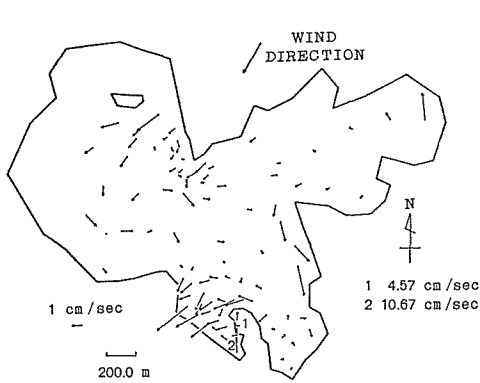 WIND
DIRECTION
N
1 4.57 cm/sec
2 10.67 cm/sec
1 cm/sec
1
2
200.0 m